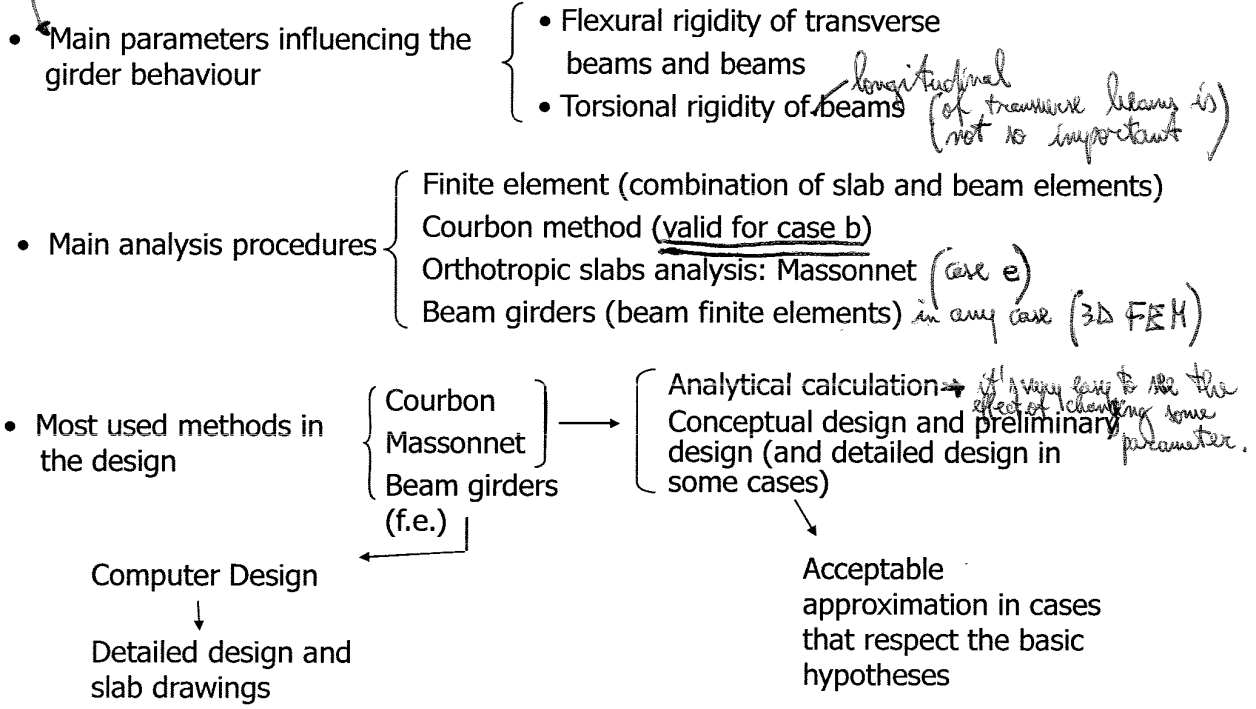 • Main parameters influencing the
girder behaviour
• Flexural rigidity of transverse
beams and beams
• Torsional rigidity of beams
longitudinal
(of transverse beams is
not so important)
• Main analysis procedures
Finite element (combination of slab and beam elements)
Courbon method (valid for case b)
Orthotropic slabs analysis: Massonnet (case e)
Beam girders (beam finite elements) in any case (3D FEM)
• Most used methods in
the design
Courbon
Massonnet
Beam girders
(f.e.)
Analytical calculation → it's very easy to see the
effect of changing some
parameter.
Conceptual design and preliminary
design (and detailed design in
some cases)
Computer Design
Detailed design and
slab drawings
Acceptable
approximation in cases
that respect the basic
hypotheses